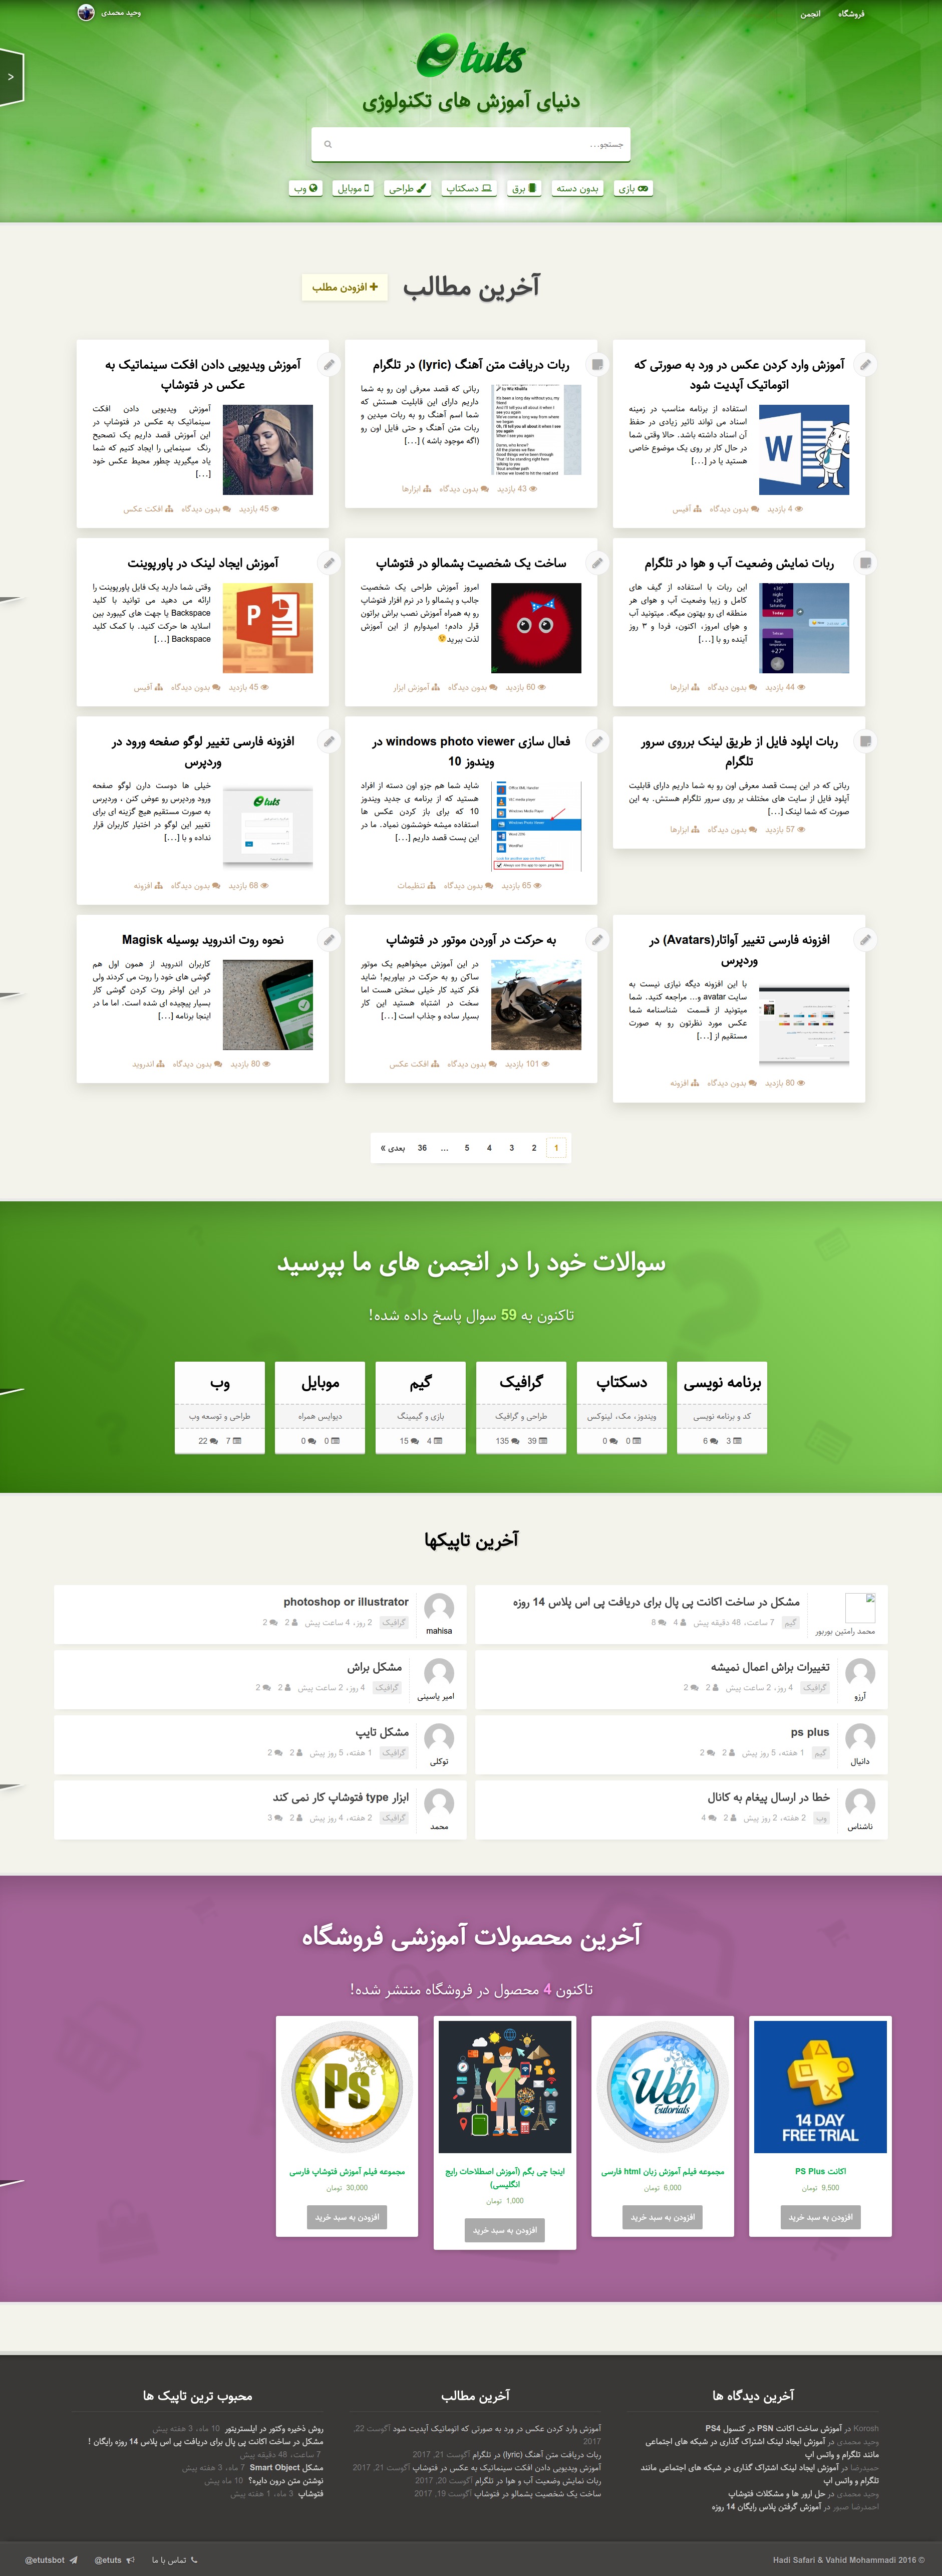 فروشگاه
انجمن
وحید محمدی
etuts
دنیای آموزش های تکنولوژی
جستجو...
بازی
بدون دسته
برق
دسکتاپ
طراحی
موبایل
وب
آخرین مطالب
افزودن مطلب
آموزش وارد کردن عکس در ورد به صورتی که
اتوماتیک آپدیت شود
استفاده از برنامه مناسب در زمینه
اسناد می تواند تاثیر زیادی در حفظ
آن اسناد داشته باشد. حالا وقتی شما
در حال کار بر روی یک موضوع خاصی
هستید یا در [...]
4 بازدید بدون دیدگاه آفیس
ربات دریافت متن آهنگ (lyric) در تلگرام
رباتی که قصد معرفی اون رو به شما
داریم دارای این قابلیت هستش که
شما اسم آهنگ رو به ربات میدین و
ربات متن آهنگ و حتی فایل اون رو
(اگه موجود باشه ) [...]
43 بازدید بدون دیدگاه ابزارها
آموزش ویدیویی دادن افکت سینماتیک به
عکس در فتوشاپ
آموزش ویدیویی دادن افکت
سینماتیک به عکس در فتوشاپ در
این آموزش قصد داریم یک تصحیح
رنگ سینمایی را ایجاد کنیم که شما
یاد میگیرید چطور محیط عکس خود
[...]
45 بازدید بدون دیدگاه افکت عکس
ربات نمایش وضعیت آب و هوا در تلگرام
این ربات با استفاده از گیف های
کامل و زیبا وضعیت آب و هوای هر
منطقه ای رو بهتون میگه. میتونید آب
و هوای امروز، اکنون، فردا و ۳ روز
آینده رو با [...]
44 بازدید بدون دیدگاه ابزارها
ساخت یک شخصیت پشمالو در فتوشاپ
امروز آموزش طراحی یک شخصیت
جالب و پشمالو را در نرم افزار فتوشاپ
رو به همراه آموزش نصب براش براتون
قرار دادم؛ امیدوارم از این آموزش
لذت ببرید
60 بازدید بدون دیدگاه آموزش ابزار
آموزش ایجاد لینک در پاورپوینت
وقتی شما دارید یک فایل پاورپوینت را
ارائه می دهید می توانید با کلید
Backspace یا جهت های کیبورد بین
اسلاید ها حرکت کنید. با کمک کلید
Backspace [...]
45 بازدید بدون دیدگاه آفیس
ربات اپلود فایل از طریق لینک برروی سرور
تلگرام
رباتی که در این پست قصد معرفی اون رو به شما داریم دارای قابلیت
آپلود فایل از سایت های مختلف بر روی سرور تلگرام هستش. به این
صورت که شما لینک [...]
57 بازدید بدون دیدگاه ابزارها
فعال سازی windows photo viewer در
ویندوز 10
شاید شما هم جزو اون دسته از افراد
هستید که از برنامه ی جدید ویندوز
10 که برای باز کردن عکس ها
استفاده میشه خوششون نمیاد. ما در
این پست قصد داریم [...]
65 بازدید بدون دیدگاه تنظیمات
افزونه فارسی تغییر لوگو صفحه ورود در
وردپرس
خیلی ها دوست دارن لوگو صفحه
ورود وردپرس رو عوض کنن ، وردپرس
به صورت مستقیم هیچ گزینه ای برای
تغییر این لوگو در اختیار کاربران قرار
نداده و با [...]
68 بازدید بدون دیدگاه افزونه
افزونه فارسی تغییر آواتار(Avatars) در
وردپرس
با این افزونه دیگه نیازی نیست به
سایت avatar و... مراجعه کنید. شما
میتونید از قسمت شناسنامه شما
عکس مورد نظرتون رو به صورت
مستقیم از [...]
80 بازدید بدون دیدگاه افزونه
به حرکت در آوردن موتور در فتوشاپ
در این آموزش میخواهیم یک موتور
ساکن رو به حرکت در بیاوریم! شاید
فکر کنید کار خیلی سختی هست اما
سخت در اشتباه هستید این کار
بسیار ساده و جذاب است [...]
101 بازدید بدون دیدگاه افکت عکس
نحوه روت اندروید بوسیله Magisk
کاربران اندروید از همون اول هم
گوشی های خود را روت می کردند ولی
در این اواخر روت کردن گوشی کار
بسیار پیچیده ای شده است. اما ما در
اینجا برنامه [...]
80 بازدید بدون دیدگاه اندروید
1 2 3 4 5 ... 36 بعدی »
سوالات خود را در انجمن های ما بپرسید
تاکنون به 59 سوال پاسخ داده شده!
برنامه نویسی
کد و برنامه نویسی
3 6
دسکتاپ
ویندوز، مک، لینوکس
0 0
گرافیک
طراحی و گرافیک
39 135
گیم
بازی و گیمینگ
4 15
موبایل
دیوایس همراه
0 0
وب
طراحی و توسعه وب
7 22
آخرین تاپیکها
مشکل در ساخت اکانت پی پال برای دریافت پی اس پلاس 14 روزه
گیم 7 ساعت، 48 دقیقه پیش 4 8
محمد رامتین بوربور
photoshop or illustrator
گرافیک 2 روز، 4 ساعت پیش 2 2
mahisa
تغییرات براش اعمال نمیشه
گرافیک 4 روز، 2 ساعت پیش 2 2
آرزو
مشکل براش
گرافیک 4 روز، 2 ساعت پیش 2 2
امیر یاسینی
ps plus
گیم 1 هفته، 5 روز پیش 2 2
دانیال
مشکل تایپ
گرافیک 1 هفته، 5 روز پیش 2 2
توکلی
خطا در ارسال پیغام به کانال
وب 2 هفته، 2 روز پیش 2 4
ناشناس
ابزار type فتوشاپ کار نمی کند
گرافیک 2 هفته، 4 روز پیش 2 3
محمد
آخرین محصولات آموزشی فروشگاه
تاکنون 4 محصول در فروشگاه منتشر شده!
14 DAY
FREE TRIAL
اکانت PS Plus
9,500 تومان
افزودن به سبد خرید
Web
tutorials
مجموعه فیلم آموزش زبان html فارسی
6,000 تومان
افزودن به سبد خرید
اینجا چی بگم (آموزش اصطلاحات رایج
انگلیسی)
1,000 تومان
افزودن به سبد خرید
Ps
مجموعه فیلم آموزش فتوشاپ فارسی
30,000 تومان
افزودن به سبد خرید
آخرین دیدگاه ها
Korosh در آموزش ساخت اکانت PSN در کنسول PS4
وحید محمدی در آموزش ایجاد لینک اشتراک گذاری در شبکه های اجتماعی
مانند تلگرام و واتس اپ
حمیدرضا در آموزش ایجاد لینک اشتراک گذاری در شبکه های اجتماعی مانند
تلگرام و واتس اپ
وحید محمدی در حل ارور ها و مشکلات فتوشاپ
احمدرضا صبور در آموزش گرفتن پلاس رایگان 14 روزه
آخرین مطالب
آموزش وارد کردن عکس در ورد به صورتی که اتوماتیک آپدیت شود آگوست 22,
2017
ربات دریافت متن آهنگ (lyric) در تلگرام آگوست 21, 2017
آموزش ویدیویی دادن افکت سینماتیک به عکس در فتوشاپ آگوست 21, 2017
ربات نمایش وضعیت آب و هوا در تلگرام آگوست 20, 2017
ساخت یک شخصیت پشمالو در فتوشاپ آگوست 19, 2017
محبوب ترین تاپیک ها
روش ذخیره وکتور در ایلستریتور 10 ماه، 3 هفته پیش
مشکل در ساخت اکانت پی پال برای دریافت پی اس پلاس 14 روزه رایگان !
7 ساعت، 48 دقیقه پیش
مشکل Smart Object 7 ماه، 3 هفته پیش
نوشتن متن درون دایره؟ 10 ماه پیش
فتوشاپ 3 ماه، 1 هفته پیش
© 2016 Hadi Safari & Vahid Mohammadi
تماس با ما
@etuts
@etutsbot